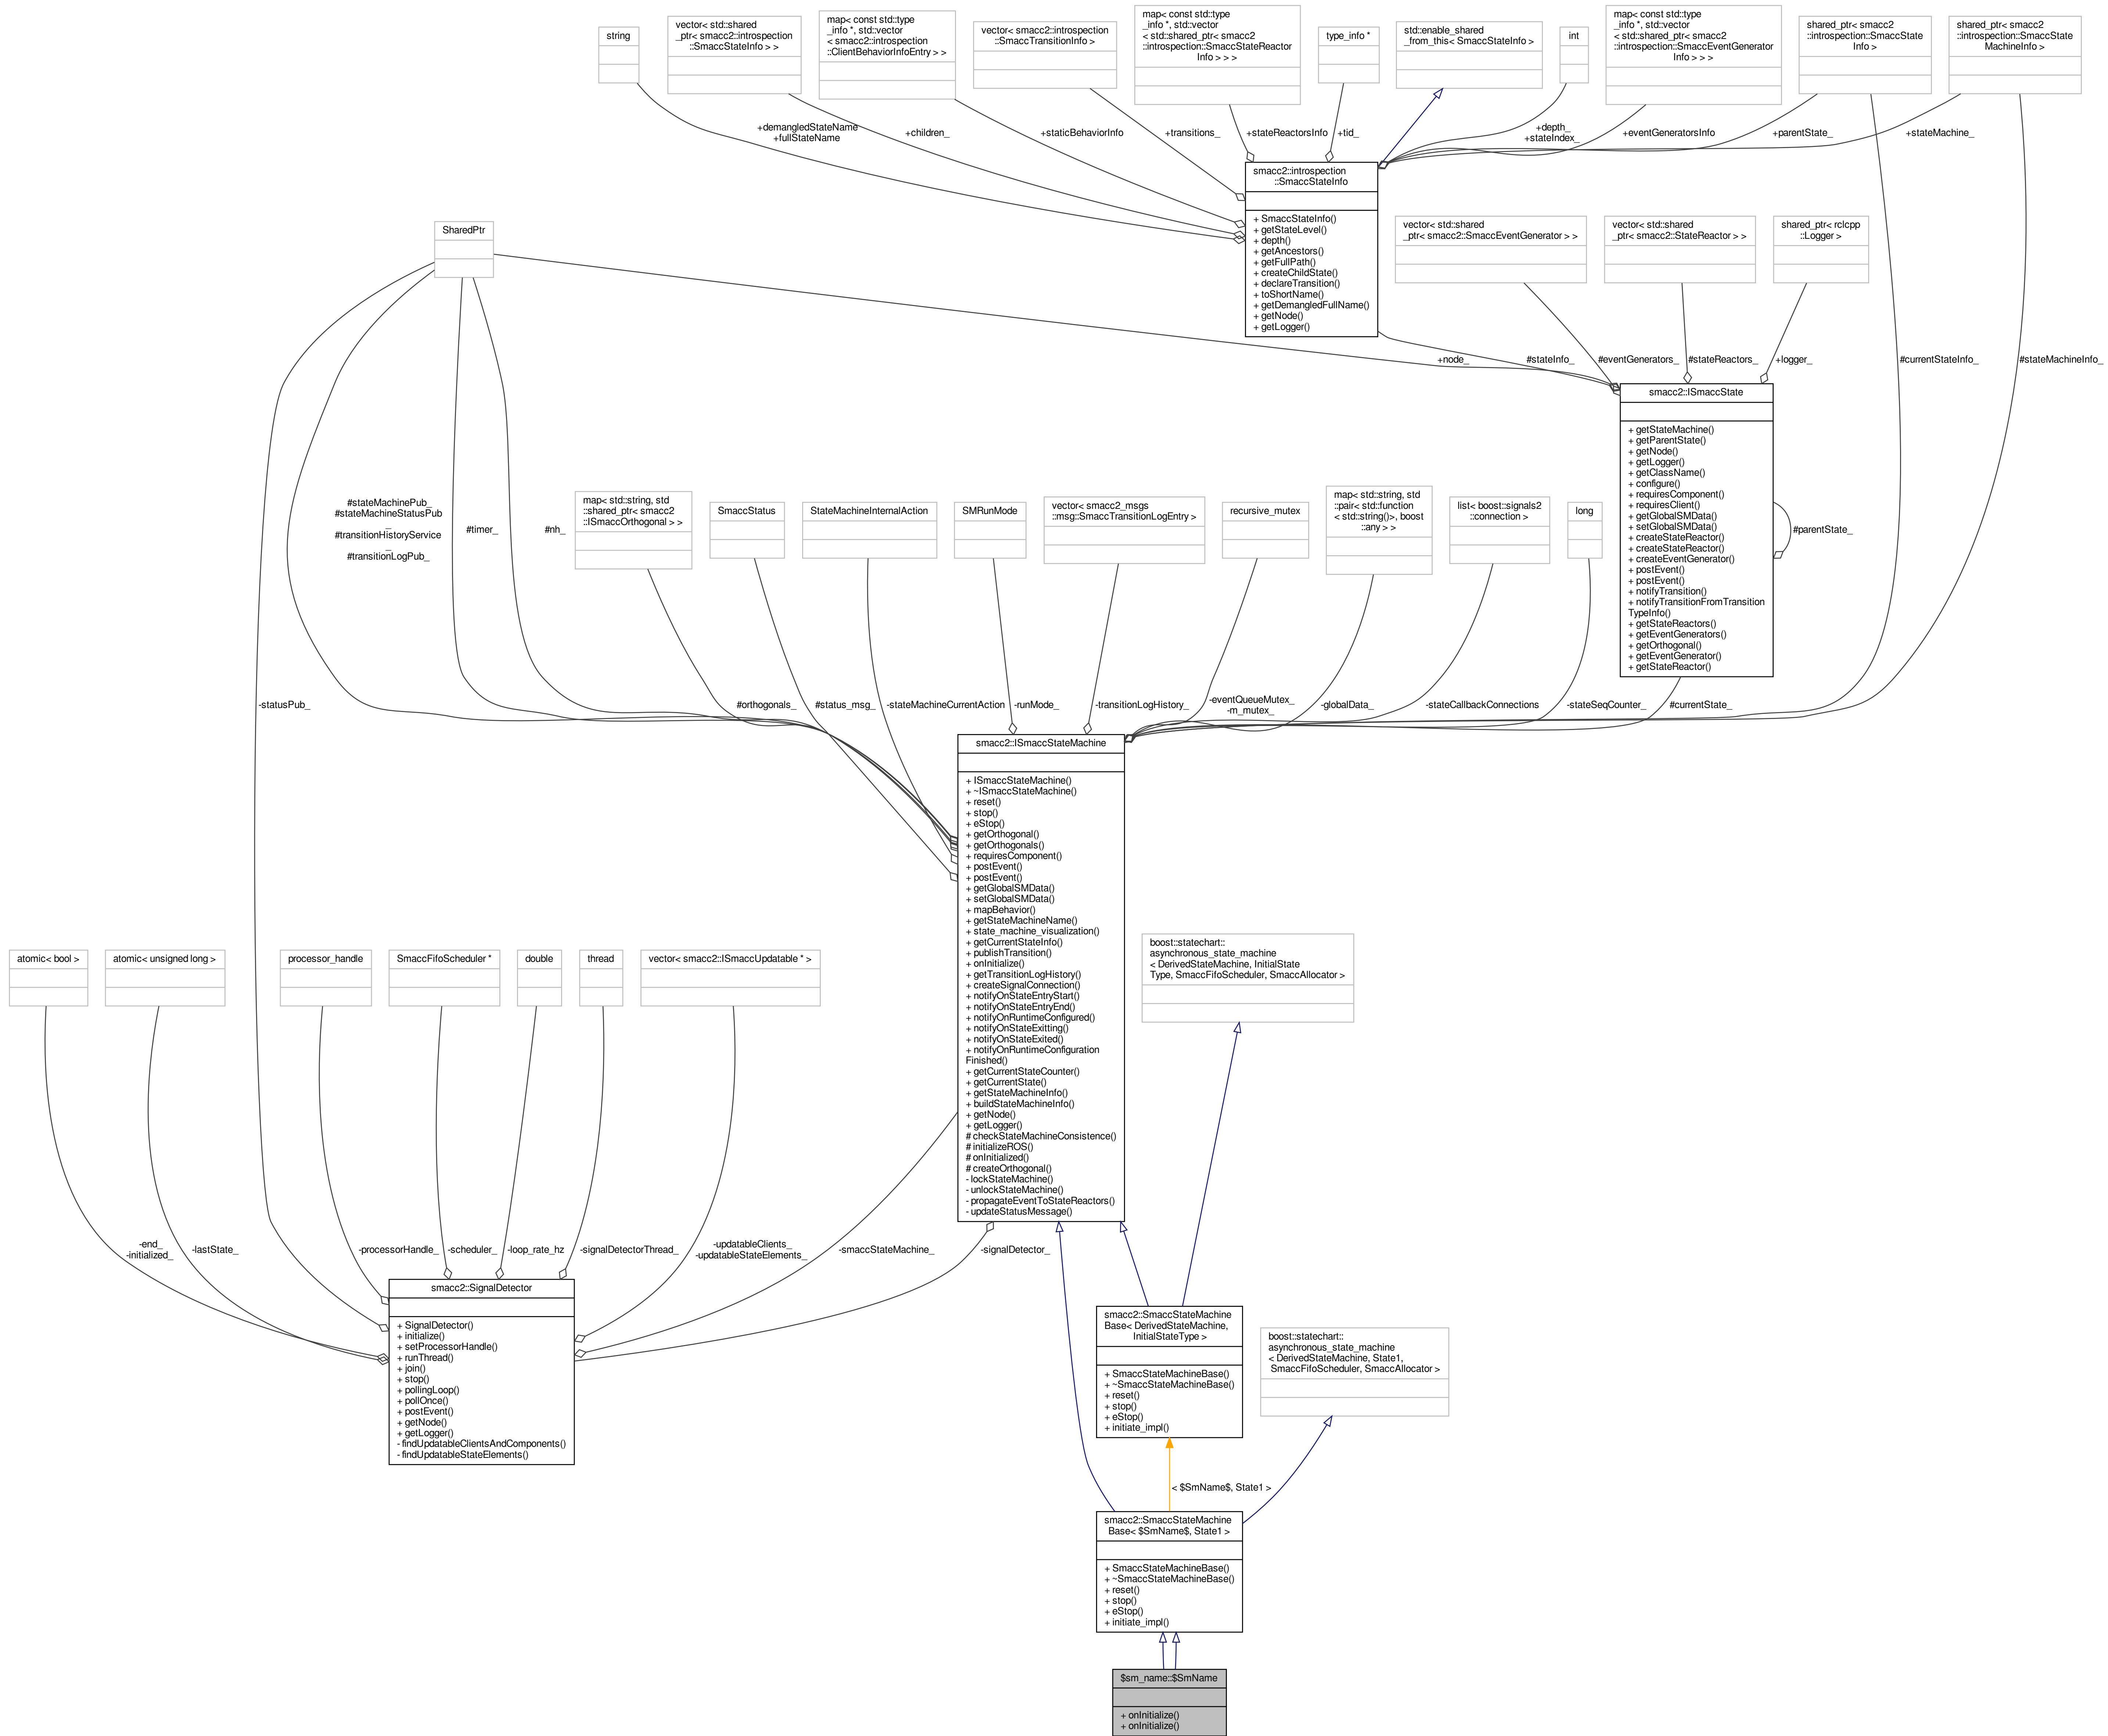 string
vector< std::shared
_ptr< smacc2::introspection
::SmaccStateInfo > >
map< const std::type
_info *, std::vector
< smacc2::introspection
::ClientBehaviorInfoEntry > >
vector< smacc2::introspection
::SmaccTransitionInfo >
map< const std::type
_info *, std::vector
< std::shared_ptr< smacc2
::introspection::SmaccStateReactor
Info > > >
type_info *
std::enable_shared
_from_this< SmaccStateInfo >
int
map< const std::type
_info *, std::vector
< std::shared_ptr< smacc2
::introspection::SmaccEventGenerator
Info > > >
shared_ptr< smacc2
::introspection::SmaccState
Info >
shared_ptr< smacc2
::introspection::SmaccState
MachineInfo >
+demangledStateName
+fullStateName
+children_
+staticBehaviorInfo
+transitions_
+stateReactorsInfo
+tid_
+depth_
+stateIndex_
+eventGeneratorsInfo
+parentState_
+stateMachine_
smacc2::introspection
::SmaccStateInfo
+ SmaccStateInfo()
+ getStateLevel()
+ depth()
+ getAncestors()
+ getFullPath()
+ createChildState()
+ declareTransition()
+ toShortName()
+ getDemangledFullName()
+ getNode()
+ getLogger()
SharedPtr
vector< std::shared
_ptr< smacc2::SmaccEventGenerator > >
vector< std::shared
_ptr< smacc2::StateReactor > >
shared_ptr< rclcpp
::Logger >
+node_
#stateInfo_
#eventGenerators_
#stateReactors_
+logger_
#currentStateInfo_
#stateMachineInfo_
smacc2::ISmaccState
+ getStateMachine()
+ getParentState()
+ getNode()
+ getLogger()
+ getClassName()
+ configure()
+ requiresComponent()
+ requiresClient()
+ getGlobalSMData()
+ setGlobalSMData()
+ createStateReactor()
+ createStateReactor()
+ createEventGenerator()
+ postEvent()
+ postEvent()
+ notifyTransition()
+ notifyTransitionFromTransition
TypeInfo()
+ getStateReactors()
+ getEventGenerators()
+ getOrthogonal()
+ getEventGenerator()
+ getStateReactor()
#parentState_
#stateMachinePub_
#stateMachineStatusPub
_
#transitionHistoryService
_
#transitionLogPub_
#timer_
#nh_
map< std::string, std
::shared_ptr< smacc2
::ISmaccOrthogonal > >
SmaccStatus
StateMachineInternalAction
SMRunMode
vector< smacc2_msgs
::msg::SmaccTransitionLogEntry >
recursive_mutex
map< std::string, std
::pair< std::function
< std::string()>, boost
::any > >
list< boost::signals2
::connection >
long
-statusPub_
#orthogonals_
#status_msg_
-stateMachineCurrentAction
-runMode_
-transitionLogHistory_
-eventQueueMutex_
-m_mutex_
-globalData_
-stateCallbackConnections
-stateSeqCounter_
#currentState_
smacc2::ISmaccStateMachine
+ ISmaccStateMachine()
+ ~ISmaccStateMachine()
+ reset()
+ stop()
+ eStop()
+ getOrthogonal()
+ getOrthogonals()
+ requiresComponent()
+ postEvent()
+ postEvent()
+ getGlobalSMData()
+ setGlobalSMData()
+ mapBehavior()
+ getStateMachineName()
+ state_machine_visualization()
+ getCurrentStateInfo()
+ publishTransition()
+ onInitialize()
+ getTransitionLogHistory()
+ createSignalConnection()
+ notifyOnStateEntryStart()
+ notifyOnStateEntryEnd()
+ notifyOnRuntimeConfigured()
+ notifyOnStateExitting()
+ notifyOnStateExited()
+ notifyOnRuntimeConfiguration
Finished()
+ getCurrentStateCounter()
+ getCurrentState()
+ getStateMachineInfo()
+ buildStateMachineInfo()
+ getNode()
+ getLogger()
# checkStateMachineConsistence()
# initializeROS()
# onInitialized()
# createOrthogonal()
- lockStateMachine()
- unlockStateMachine()
- propagateEventToStateReactors()
- updateStatusMessage()
atomic< bool >
atomic< unsigned long >
processor_handle
SmaccFifoScheduler *
double
thread
vector< smacc2::ISmaccUpdatable * >
boost::statechart::
asynchronous_state_machine
< DerivedStateMachine, InitialState
Type, SmaccFifoScheduler, SmaccAllocator >
-end_
-initialized_
-lastState_
-processorHandle_
-scheduler_
-loop_rate_hz
-signalDetectorThread_
-updatableClients_
-updatableStateElements_
-smaccStateMachine_
-signalDetector_
smacc2::SignalDetector
+ SignalDetector()
+ initialize()
+ setProcessorHandle()
+ runThread()
+ join()
+ stop()
+ pollingLoop()
+ pollOnce()
+ postEvent()
+ getNode()
+ getLogger()
- findUpdatableClientsAndComponents()
- findUpdatableStateElements()
smacc2::SmaccStateMachine
Base< DerivedStateMachine,
InitialStateType >
+ SmaccStateMachineBase()
+ ~SmaccStateMachineBase()
+ reset()
+ stop()
+ eStop()
+ initiate_impl()
boost::statechart::
asynchronous_state_machine
< DerivedStateMachine, State1,
SmaccFifoScheduler, SmaccAllocator >
< $SmName$, State1 >
smacc2::SmaccStateMachine
Base< $SmName$, State1 >
+ SmaccStateMachineBase()
+ ~SmaccStateMachineBase()
+ reset()
+ stop()
+ eStop()
+ initiate_impl()
$sm_name::$SmName
+ onInitialize()
+ onInitialize()